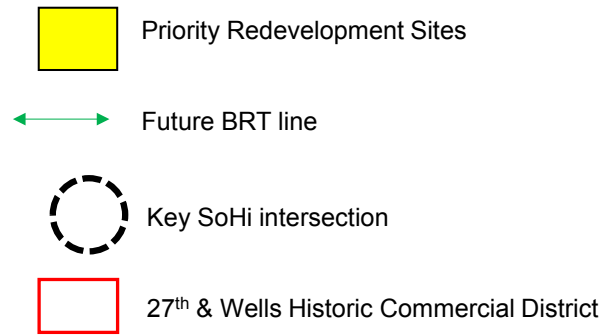 Priority Redevelopment Sites
Future BRT line
Key SoHi intersection
27th & Wells Historic Commercial District